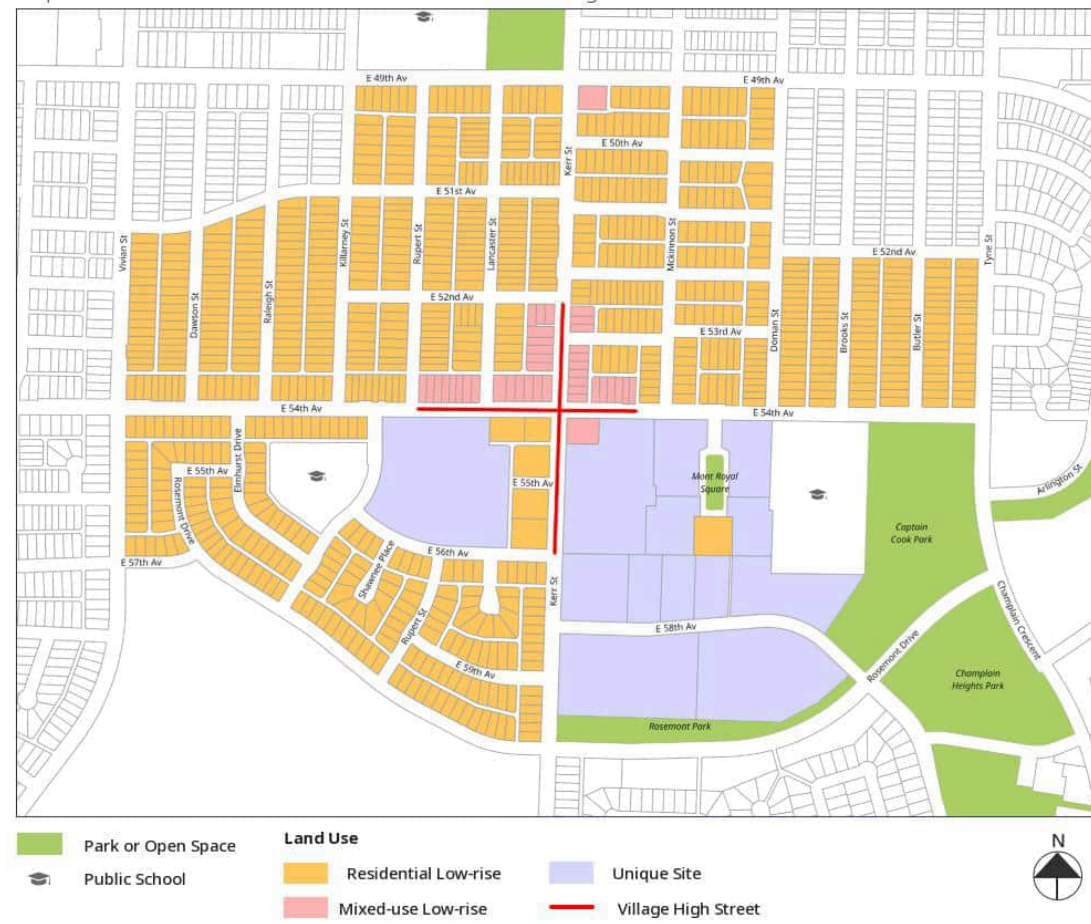 E 49th Av
E 49th Av
E 50th Av
Kerr St
E 51st Av
Vivian St
Killarney St
Rupert St
Lancaster St
Mckinnon St
Tyne St
E 52nd Av
Dawson St
Raleigh St
E 52nd Av
Doman St
Brooks St
Butler St
E 53rd Av
E 54th Av
E 54th Av
Elmhurst Drive
E 55th Av
Rosemont Drive
E 55th Av
Mont Royal
Square
Arlington St
Captain
Cook Park
E 56th Av
E 57th Av
Shawnee Place
Kerr St
Rupert St
E 58th Av
Champlain Crescent
Rosemont Drive
E 59th Av
Champlain
Heights Park
Rosemont Park
Park or Open Space
Public School
Land Use
Residential Low-rise
Mixed-use Low-rise
Unique Site
Village High Street
N